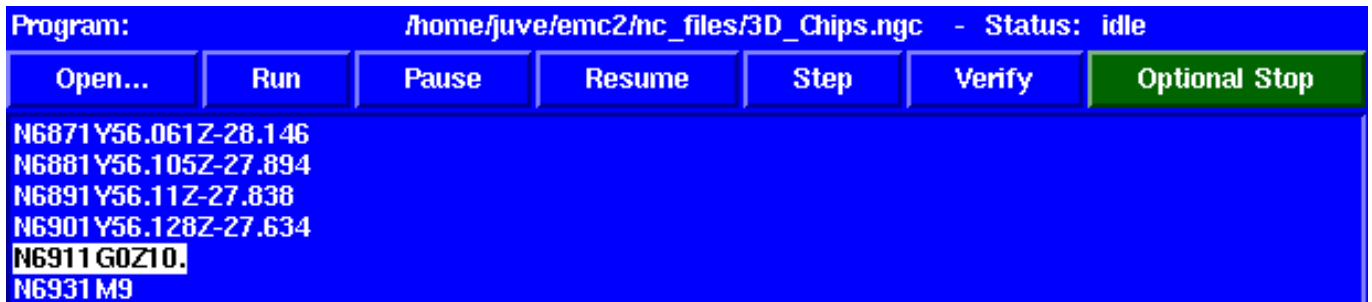 Program: /home/juve/emc2/nc_files/3D_Chips.ngc - Status: idle
Open... Run Pause Resume Step Verify Optional Stop
N6871Y56.061Z-28.146
N6881Y56.105Z-27.894
N6891Y56.11Z-27.838
N6901Y56.128Z-27.634
N6911G0Z10.
N6931M9